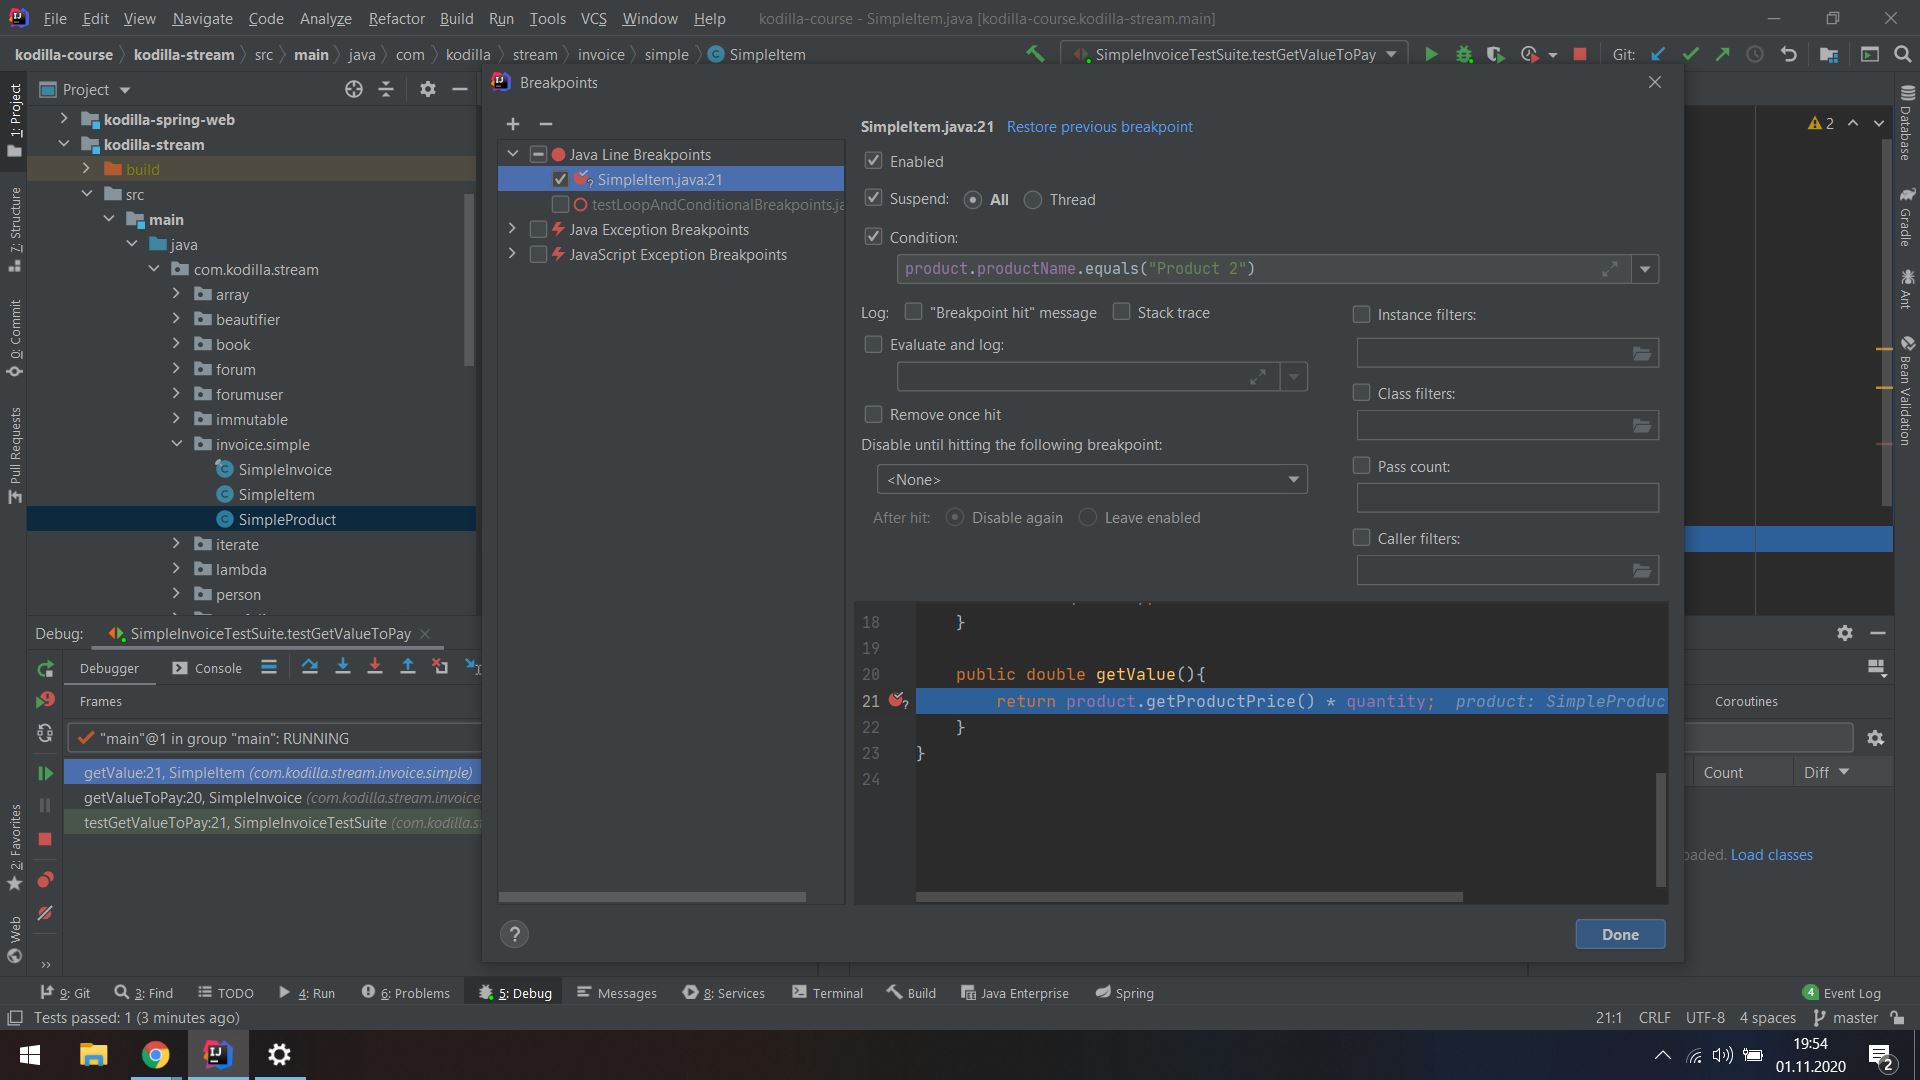 File Edit View Navigate Code Analyze Refactor Build Run Tools VCS Window Help kodilla-course - SimpleItem.java [kodilla-course.kodilla-stream.main]
kodilla-course kodilla-stream src main java com kodilla stream invoice simple SimpleItem SimpleInvoiceTestSuite.testGetValueToPay Git:
1: Project
7: Structure
0: Commit
Pull Requests
2: Favorites
Web
Project
kodilla-spring-web
kodilla-stream
build
src
main
java
com.kodilla.stream
array
beautifier
book
forum
forumuser
immutable
invoice.simple
SimpleInvoice
SimpleItem
SimpleProduct
iterate
lambda
person
Breakpoints
Java Line Breakpoints
SimpleItem.java:21
testLoopAndConditionalBreakpoints.ja
Java Exception Breakpoints
JavaScript Exception Breakpoints
SimpleItem.java:21 Restore previous breakpoint
Enabled
Suspend: All Thread
Condition:
product.productName.equals("Product 2")
Log: "Breakpoint hit" message Stack trace
Evaluate and log:
Remove once hit
Disable until hitting the following breakpoint:
<None>
After hit: Disable again Leave enabled
Instance filters:
Class filters:
Pass count:
Caller filters:
18 }
19
20 public double getValue(){
21 return product.getProductPrice() * quantity; product: SimpleProduc
22 }
23 }
24
? Done
2
Database
Gradle
Ant
Bean Validation
Debug: SimpleInvoiceTestSuite.testGetValueToPay
Debugger Console
Frames
"main"@1 in group "main": RUNNING
getValue:21, SimpleItem (com.kodilla.stream.invoice.simple)
getValueToPay:20, SimpleInvoice (com.kodilla.stream.invoice.
testGetValueToPay:21, SimpleInvoiceTestSuite (com.kodilla.st
Coroutines
Count Diff
oaded. Load classes
9: Git 3: Find TODO 4: Run 6: Problems 5: Debug Messages 8: Services Terminal Build Java Enterprise Spring 4 Event Log
Tests passed: 1 (3 minutes ago) 21:1 CRLF UTF-8 4 spaces master
19:54
01.11.2020
2